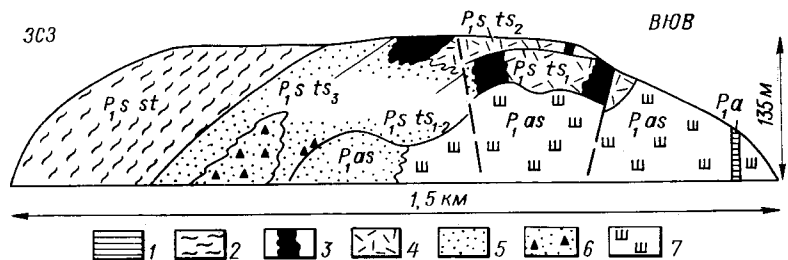 P₁s ts₂
ЗСЗ
ВЮВ
P₁s st
P₁s ts₃
P₁s ts₁
P₁s ts₁₋₂
P₁as
P₁as
P₁as
P₁a
135 м
1,5 км
1 2 3 4 5 6 7